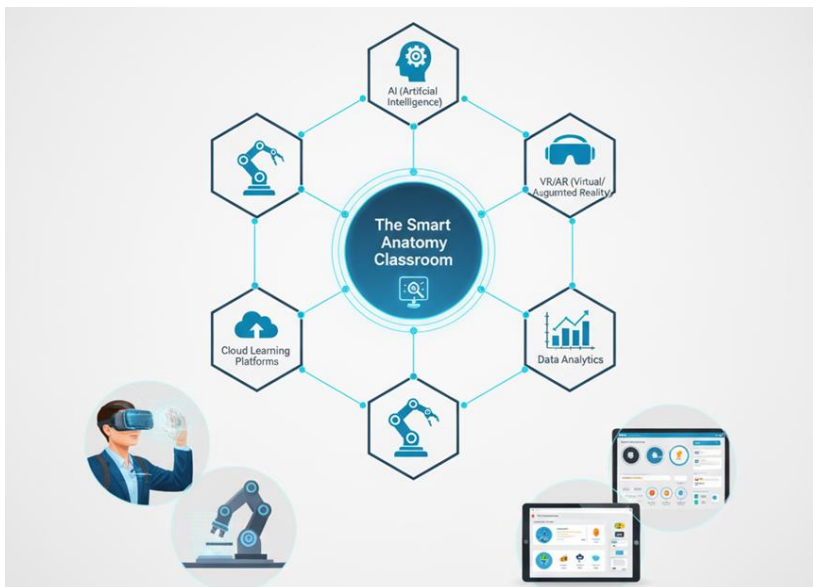 AI (Artifcial
Intelligence)
VR/AR (Virtual/
Augumted Reality)
The Smart
Anatomy
Classroom
Cloud Learning
Platforms
Data Analytics